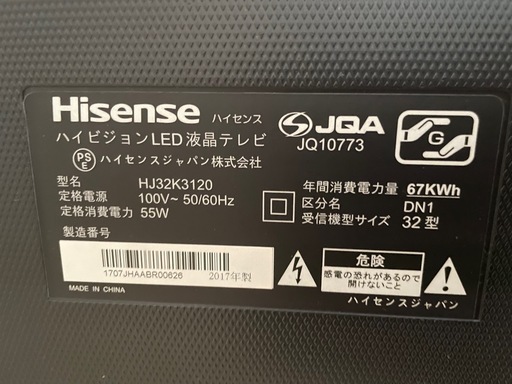 Hisense ハイセンス
ハイビジョンLED液晶テレビ
PSE ハイセンスジャパン株式会社
JQA
JQ10773
G
型名 HJ32K3120
定格電源 100V~ 50/60Hz
定格消費電力 55W
製造番号
年間消費電力量 67KWh
区分名 DN1
受信機型サイズ 32型
1707JHAABR00626
2017年製
MADE IN CHINA
危険
感電の恐れがあるので
開けないこと
ハイセンスジャパン